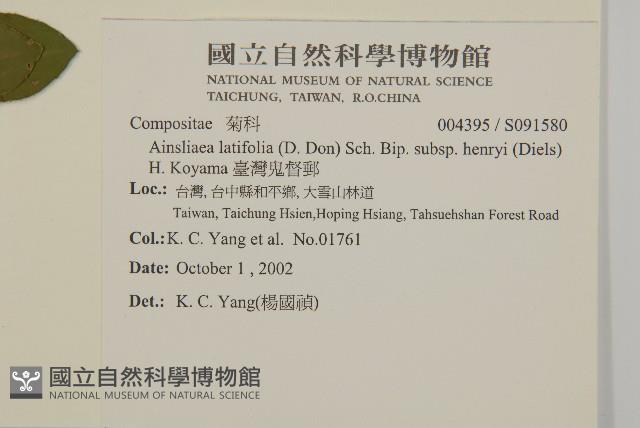 國立自然科學博物館
NATIONAL MUSEUM OF NATURAL SCIENCE
TAICHUNG, TAIWAN, R.O.CHINA
Compositae 菊科 004395 / S091580
Ainsliaea latifolia (D. Don) Sch. Bip. subsp. henryi (Diels)
H. Koyama 臺灣鬼督郵
Loc.: 台灣, 台中縣和平鄉, 大雪山林道
Taiwan, Taichung Hsien,Hoping Hsiang, Tahsuehshan Forest Road
Col.:K. C. Yang et al. No.01761
Date: October 1 , 2002
Det.: K. C. Yang(楊國禎)
國立自然科學博物館
NATIONAL MUSEUM OF NATURAL SCIENCE